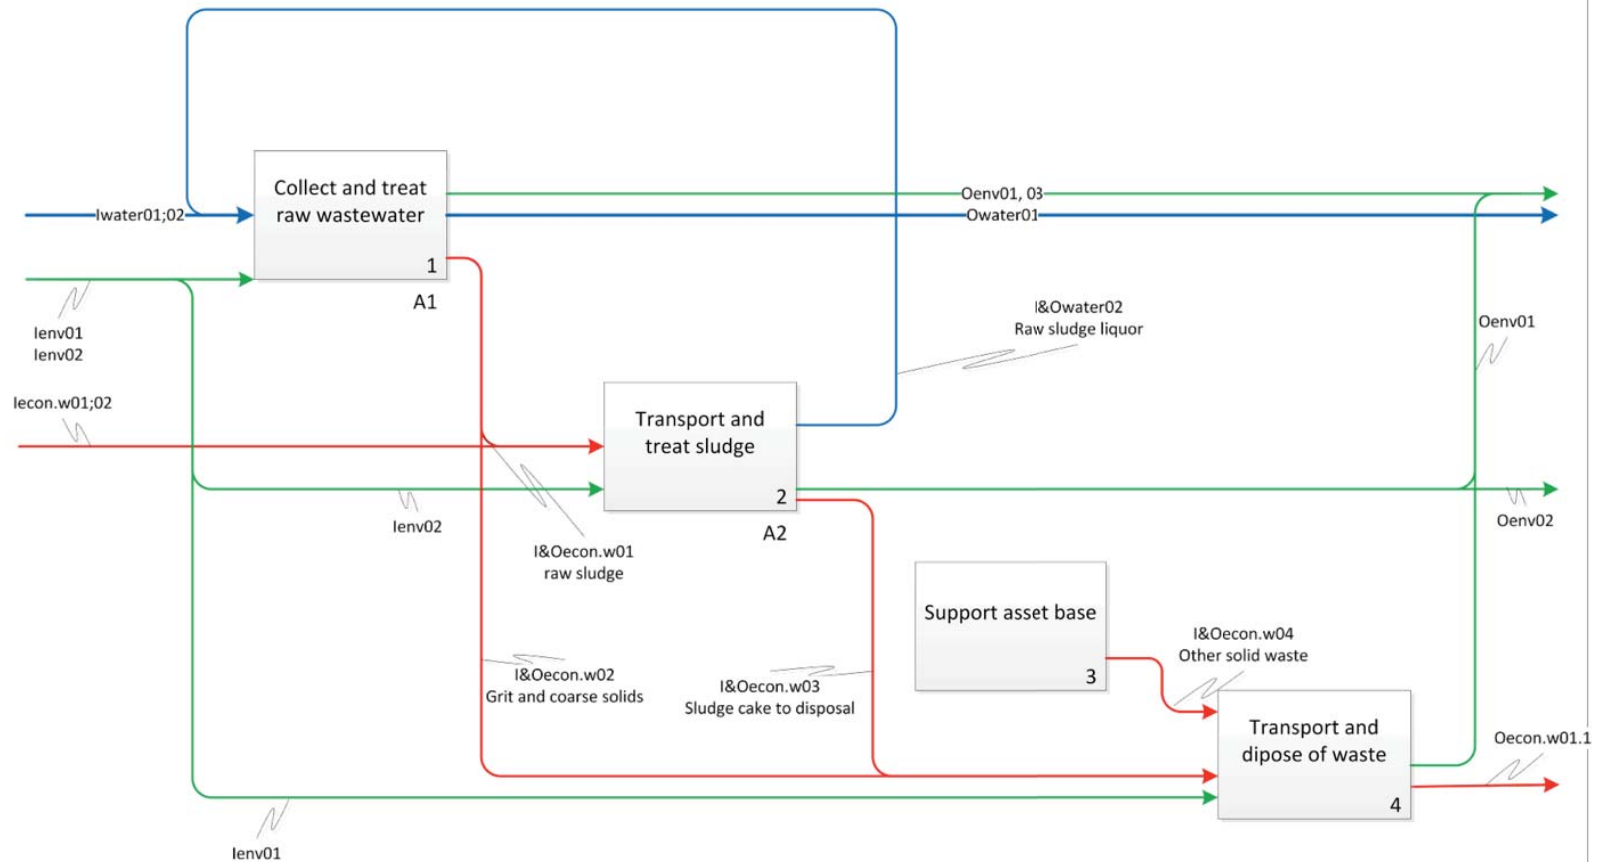 Collect and treat
raw wastewater
1
A1
Iwater01;02
Oenv01, 03
Owater01
Ienv01
Ienv02
I&Owater02
Raw sludge liquor
Oenv01
Iecon.w01;02
Transport and
treat sludge
2
A2
Ienv02
Oenv02
I&Oecon.w01
raw sludge
Support asset base
3
I&Oecon.w04
Other solid waste
I&Oecon.w02
Grit and coarse solids
I&Oecon.w03
Sludge cake to disposal
Transport and
dipose of waste
4
Oecon.w01.1
Ienv01